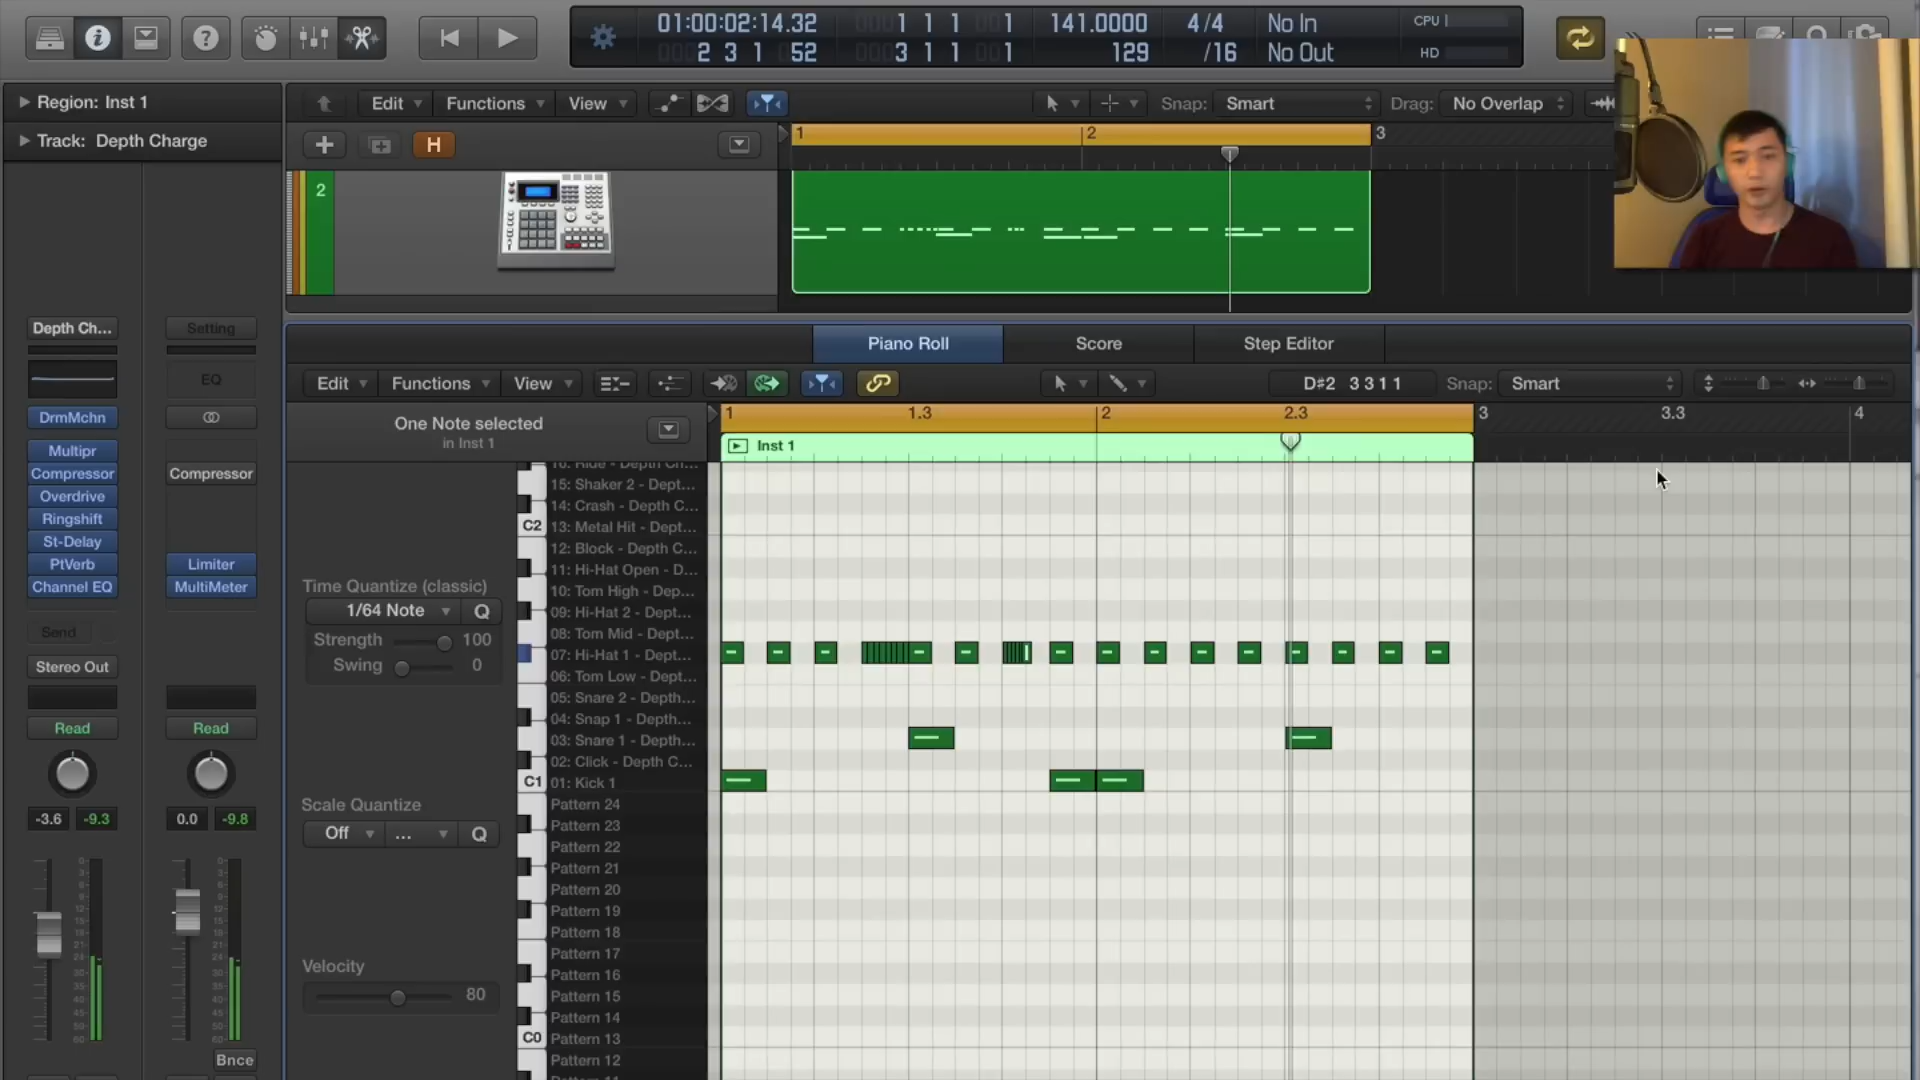 01:00:02:14.32
2 3 1 52
1 1 1 1
3 1 1 1
141.0000
129
4/4
/16
No In
No Out
CPU
HD
Region: Inst 1
Track: Depth Charge
Edit
Functions
View
Snap: Smart
Drag: No Overlap
H
1
2
3
2
Piano Roll
Score
Step Editor
Edit
Functions
View
D#2 3 3 1 1
Snap: Smart
One Note selected
in Inst 1
1
1.3
2
2.3
3
3.3
4
Inst 1
Depth Ch...
Setting
EQ
DrmMchn
Multipr
Compressor
Compressor
Overdrive
Ringshift
St-Delay
PtVerb
Limiter
Channel EQ
MultiMeter
Send
Stereo Out
Read
Read
-3.6
-9.3
0.0
-9.8
Bnce
Time Quantize (classic)
1/64 Note
Q
Strength
100
Swing
0
Scale Quantize
Off
...
Q
Velocity
80
C2
C1
C0
16: Ride - Depth Ch...
15: Shaker 2 - Dept...
14: Crash - Depth C...
13: Metal Hit - Dept...
12: Block - Depth C...
11: Hi-Hat Open - D...
10: Tom High - Dep...
09: Hi-Hat 2 - Dept...
08: Tom Mid - Dept...
07: Hi-Hat 1 - Dept...
06: Tom Low - Dept...
05: Snare 2 - Depth...
04: Snap 1 - Depth...
03: Snare 1 - Depth...
02: Click - Depth C...
01: Kick 1
Pattern 24
Pattern 23
Pattern 22
Pattern 21
Pattern 20
Pattern 19
Pattern 18
Pattern 17
Pattern 16
Pattern 15
Pattern 14
Pattern 13
Pattern 12